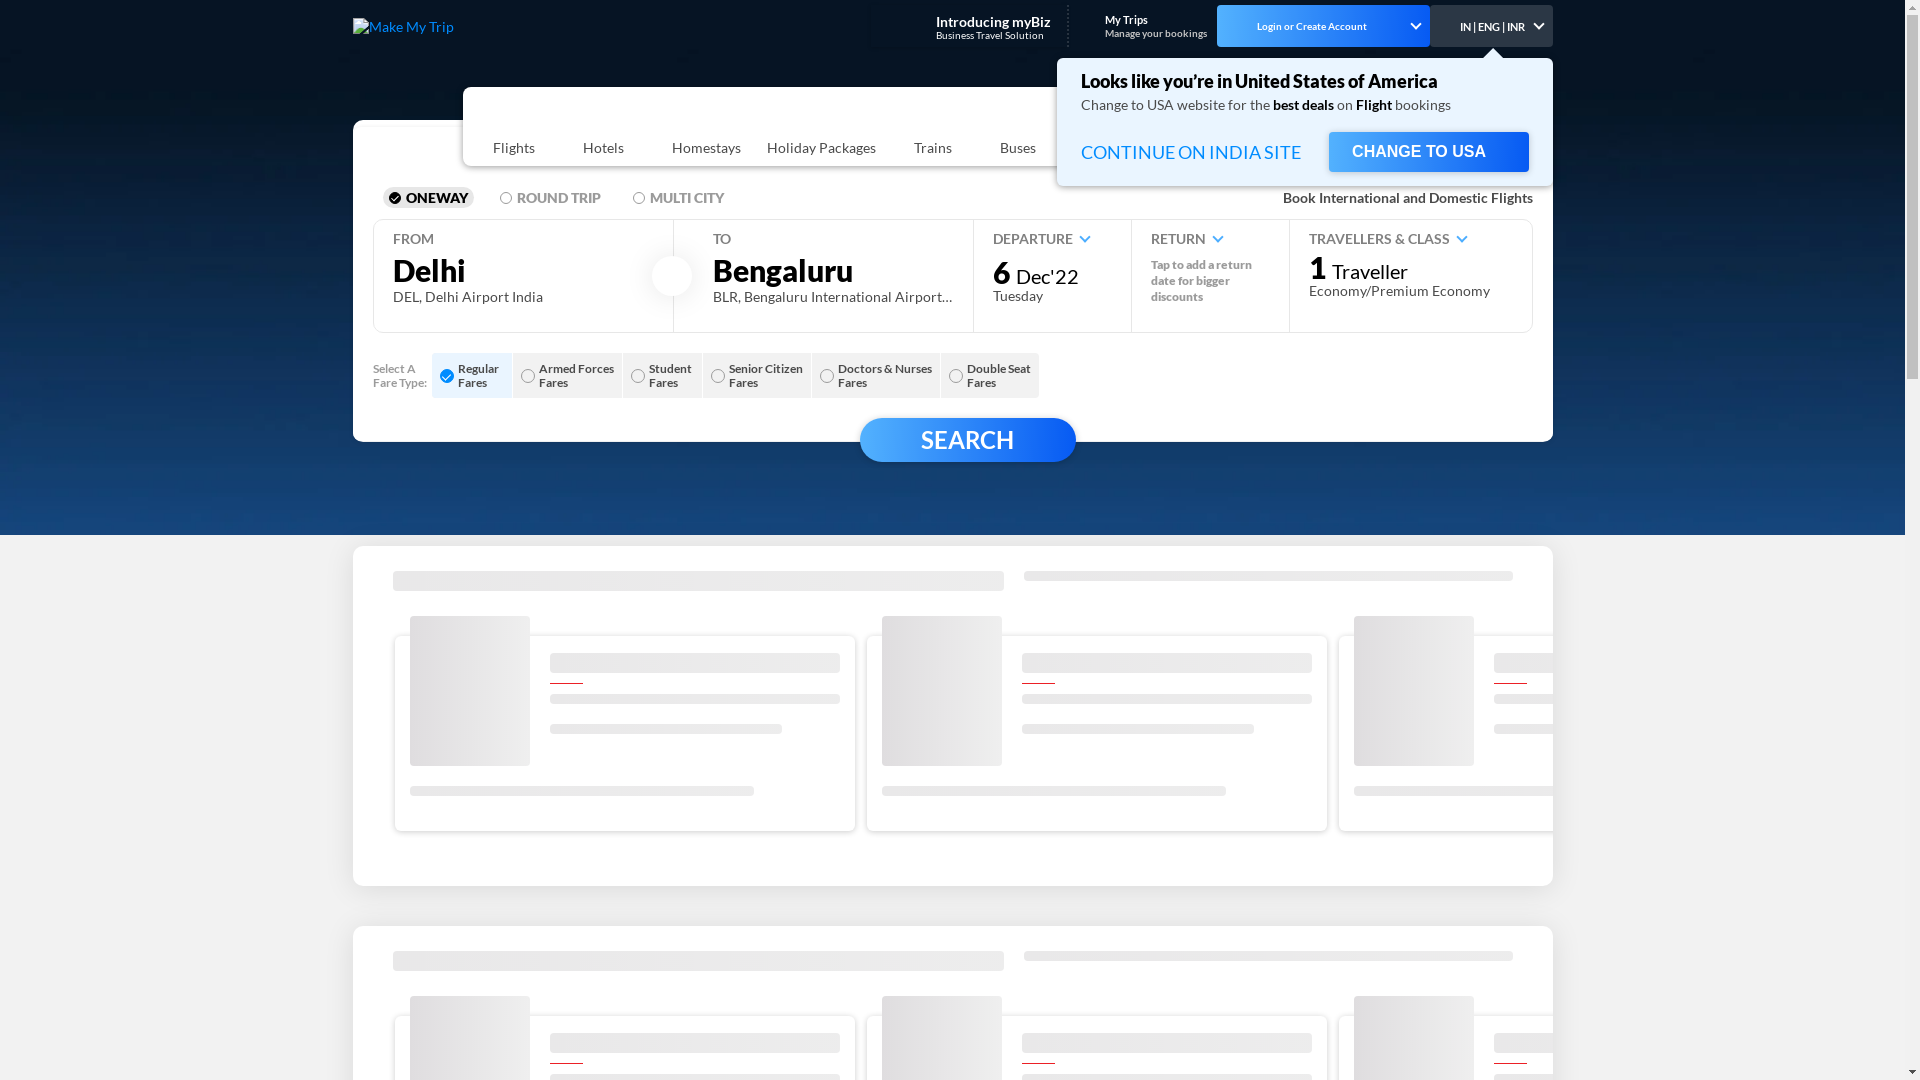 Make My Trip
Introducing myBiz
Business Travel Solution
My Trips
Manage your bookings
Login or Create Account
IN | ENG | INR
Looks like you’re in United States of America
Change to USA website for the best deals on Flight bookings
CONTINUE ON INDIA SITE
CHANGE TO USA
Flights
Hotels
Homestays
Holiday Packages
Trains
Buses
ONEWAY
ROUND TRIP
MULTI CITY
Book International and Domestic Flights
FROM
Delhi
DEL, Delhi Airport India
TO
Bengaluru
BLR, Bengaluru International Airport...
DEPARTURE
6 Dec'22
Tuesday
RETURN
Tap to add a return
date for bigger
discounts
TRAVELLERS & CLASS
1 Traveller
Economy/Premium Economy
Select A
Fare Type:
Regular
Fares
Armed Forces
Fares
Student
Fares
Senior Citizen
Fares
Doctors & Nurses
Fares
Double Seat
Fares
SEARCH